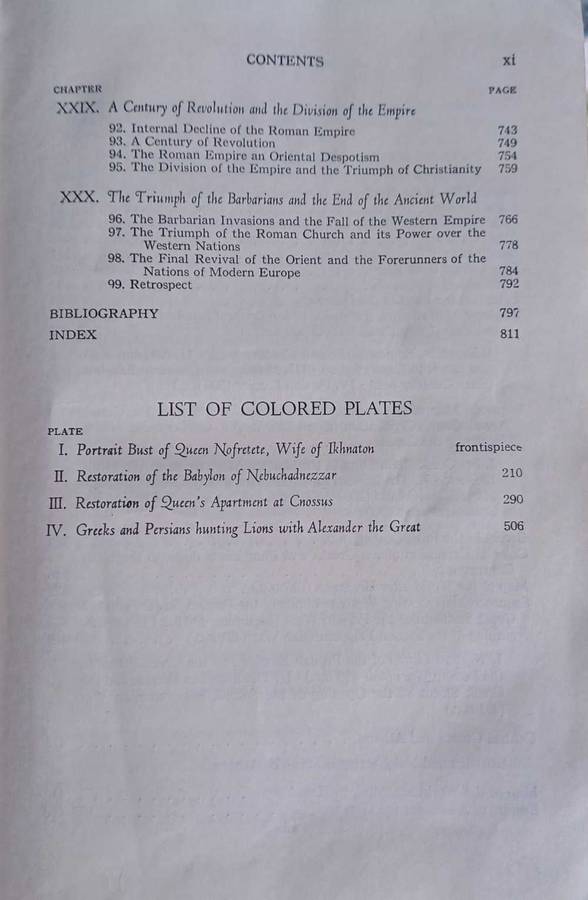 CONTENTS xi
CHAPTER PAGE
XXIX. A Century of Revolution and the Division of the Empire
92. Internal Decline of the Roman Empire 743
93. A Century of Revolution 749
94. The Roman Empire an Oriental Despotism 754
95. The Division of the Empire and the Triumph of Christianity 759
XXX. The Triumph of the Barbarians and the End of the Ancient World
96. The Barbarian Invasions and the Fall of the Western Empire 766
97. The Triumph of the Roman Church and its Power over the
Western Nations 778
98. The Final Revival of the Orient and the Forerunners of the
Nations of Modern Europe 784
99. Retrospect 792
BIBLIOGRAPHY 797
INDEX 811
LIST OF COLORED PLATES
PLATE
I. Portrait Bust of Queen Nofretete, Wife of Ikhnaton frontispiece
II. Restoration of the Babylon of Nebuchadnezzar 210
III. Restoration of Queen's Apartment at Cnossus 290
IV. Greeks and Persians hunting Lions with Alexander the Great 506